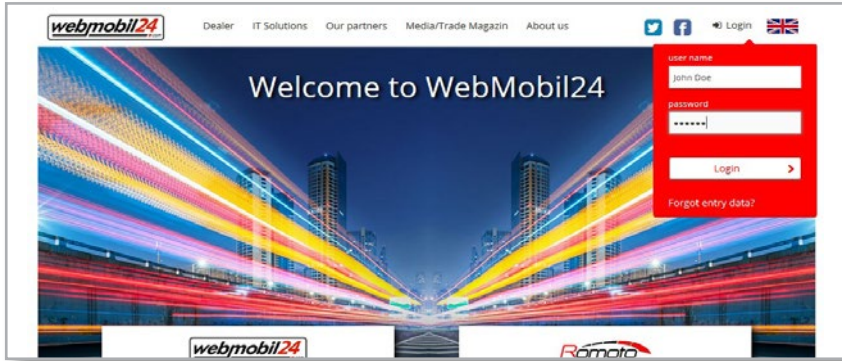 webmobil24
Dealer IT Solutions Our partners Media/Trade Magazin About us Login
user name
John Doe
password
Login
Forgot entry data?
Welcome to WebMobil24
webmobil24 Romoto